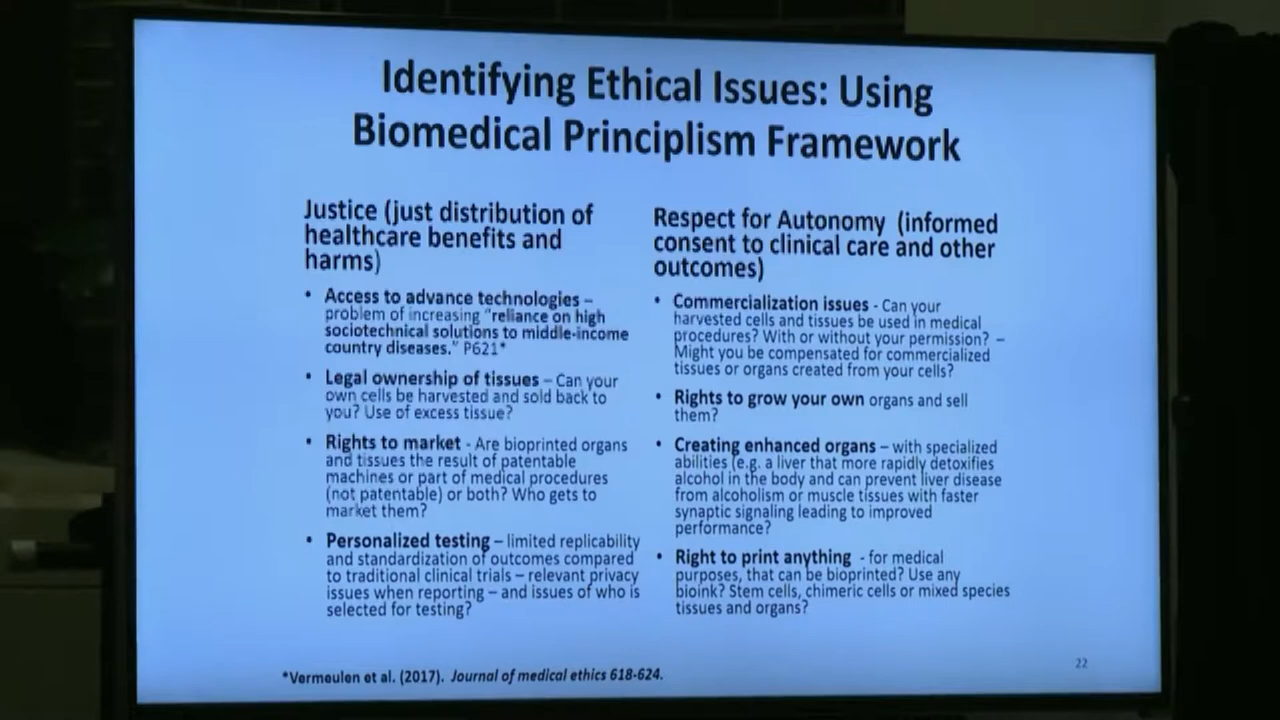 Identifying Ethical Issues: Using
Biomedical Principlism Framework
Justice (just distribution of
healthcare benefits and
harms)
• Access to advance technologies –
problem of increasing "reliance on high
sociotechnical solutions to middle-income
country diseases." P621*
• Legal ownership of tissues – Can your
own cells be harvested and sold back to
you? Use of excess tissue?
• Rights to market - Are bioprinted organs
and tissues the result of patentable
machines or part of medical procedures
(not patentable) or both? Who gets to
market them?
• Personalized testing – limited replicability
and standardization of outcomes compared
to traditional clinical trials – relevant privacy
issues when reporting – and issues of who is
selected for testing?
Respect for Autonomy (informed
consent to clinical care and other
outcomes)
• Commercialization issues - Can your
harvested cells and tissues be used in medical
procedures? With or without your permission? –
Might you be compensated for commercialized
tissues or organs created from your cells?
• Rights to grow your own organs and sell
them?
• Creating enhanced organs – with specialized
abilities (e.g. a liver that more rapidly detoxifies
alcohol in the body and can prevent liver disease
from alcoholism or muscle tissues with faster
synaptic signaling leading to improved
performance?
• Right to print anything - for medical
purposes, that can be bioprinted? Use any
bioink? Stem cells, chimeric cells or mixed species
tissues and organs?
*Vermeulen et al. (2017). Journal of medical ethics 618-624.
22